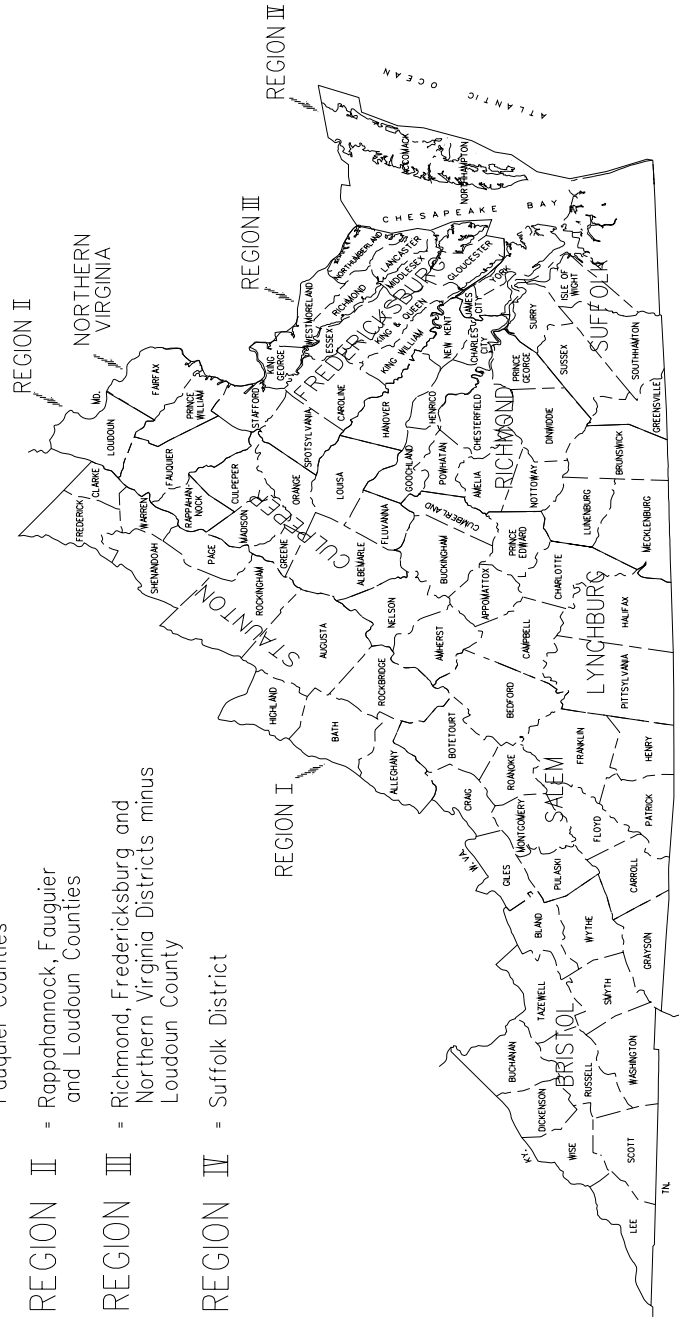 Fauquier Counties
REGION II = Rappahannock, Fauguier
and Loudoun Counties
REGION III = Richmond, Fredericksburg and
Northern Virginia Districts minus
Loudoun County
REGION IV = Suffolk District
REGION I
REGION II
NORTHERN
VIRGINIA
REGION III
REGION IV
MD.
LOUDOUN
FAIRFAX
CLARKE
FREDERICK
WARREN
FAUQUIER
PRINCE
WILLIAM
SHENANDOAH
RAPPAHAN
NOCK
CULPEPER
STAFFORD
KING
GEORGE
PAGE
MADISON
ROCKINGHAM
GREENE
ORANGE
SPOTSYLVANIA
CAROLINE
WESTMORELAND
ESSEX
RICHMOND
NORTHUMBERLAND
LANCASTER
MIDDLESEX
KING & QUEEN
KING WILLIAM
GLOUCESTER
FREDERICKSBURG
CULPEPER
STAUNTON
HIGHLAND
AUGUSTA
ALBEMARLE
LOUISA
HANOVER
NEW KENT
FLUVANNA
GOOCHLAND
HENRICO
CHARLES
CITY
JAMES
CITY
YORK
BATH
ROCKBRIDGE
NELSON
BUCKINGHAM
CUMBERLAND
POWHATAN
CHESTERFIELD
AMELIA
PRINCE
GEORGE
SURRY
ISLE OF
WIGHT
ALLEGHANY
BOTETOURT
AMHERST
APPOMATTOX
PRINCE
EDWARD
NOTTOWAY
DINWIDDIE
SUSSEX
RICHMOND
SUFFOLK
SOUTHHAMTON
GREENSVILLE
BRUNSWICK
LUNENBURG
MECKLENBURG
CHARLOTTE
CAMPBELL
BEDFORD
LYNCHBURG
HALIFAX
PITTSYLVANIA
CRAIG
ROANOKE
FRANKLIN
HENRY
SALEM
W. VA.
GILES
MONTGOMERY
FLOYD
PATRICK
PULASKI
CARROLL
BLAND
WYTHE
GRAYSON
TAZEWELL
SMYTH
BUCHANAN
BRISTOL
RUSSELL
WASHINGTON
DICKENSON
KY.
WISE
SCOTT
LEE
TN.
ACCOMACK
NORTHHAMPTON
CHESAPEAKE BAY
ATLANTIC OCEAN